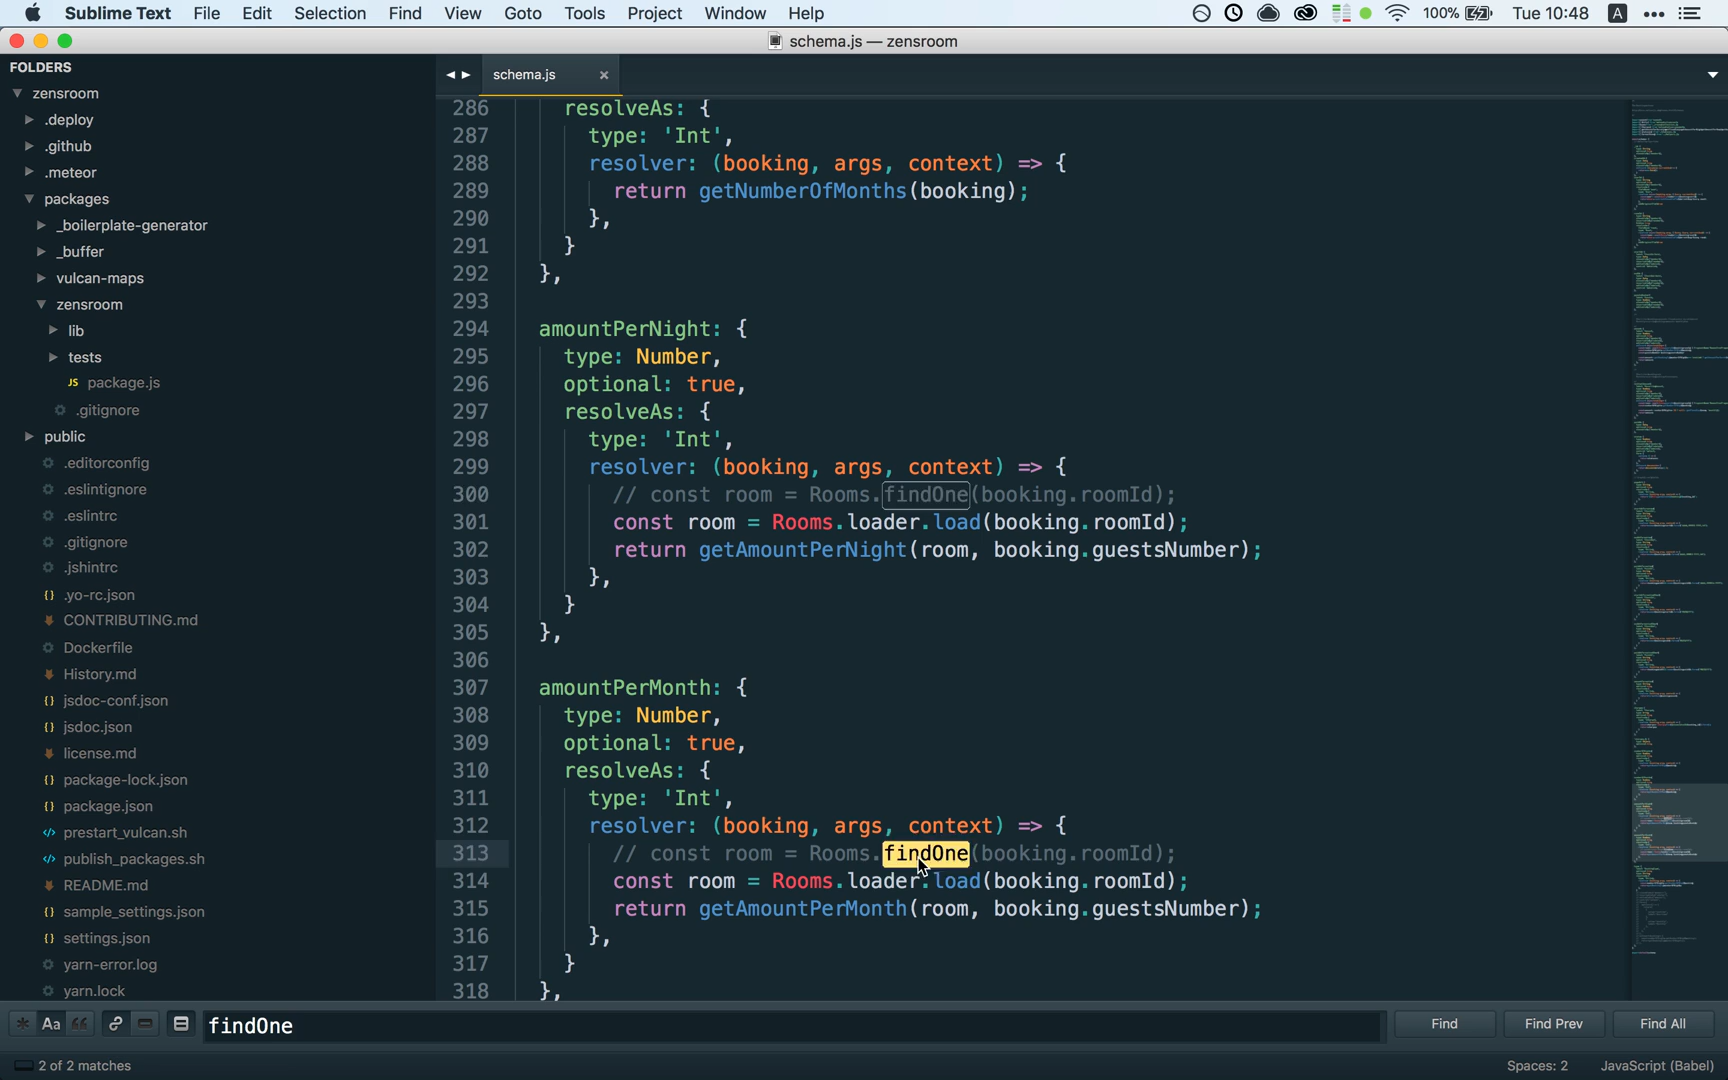 Sublime Text File Edit Selection Find View Goto Tools Project Window Help 100% Tue 10:48 A
schema.js — zensroom
FOLDERS
zensroom
.deploy
.github
.meteor
packages
_boilerplate-generator
_buffer
vulcan-maps
zensroom
lib
tests
JS package.js
.gitignore
public
.editorconfig
.eslintignore
.eslintrc
.gitignore
.jshintrc
.yo-rc.json
CONTRIBUTING.md
Dockerfile
History.md
jsdoc-conf.json
jsdoc.json
license.md
package-lock.json
package.json
prestart_vulcan.sh
publish_packages.sh
README.md
sample_settings.json
settings.json
yarn-error.log
yarn.lock
schema.js
286 resolveAs: {
287 type: 'Int',
288 resolver: (booking, args, context) => {
289 return getNumberOfMonths(booking);
290 },
291 }
292 },
293
294 amountPerNight: {
295 type: Number,
296 optional: true,
297 resolveAs: {
298 type: 'Int',
299 resolver: (booking, args, context) => {
300 // const room = Rooms.findOne(booking.roomId);
301 const room = Rooms.loader.load(booking.roomId);
302 return getAmountPerNight(room, booking.guestsNumber);
303 },
304 }
305 },
306
307 amountPerMonth: {
308 type: Number,
309 optional: true,
310 resolveAs: {
311 type: 'Int',
312 resolver: (booking, args, context) => {
313 // const room = Rooms.findOne(booking.roomId);
314 const room = Rooms.loader.load(booking.roomId);
315 return getAmountPerMonth(room, booking.guestsNumber);
316 },
317 }
318 },
Aa findOne Find Find Prev Find All
2 of 2 matches Spaces: 2 JavaScript (Babel)